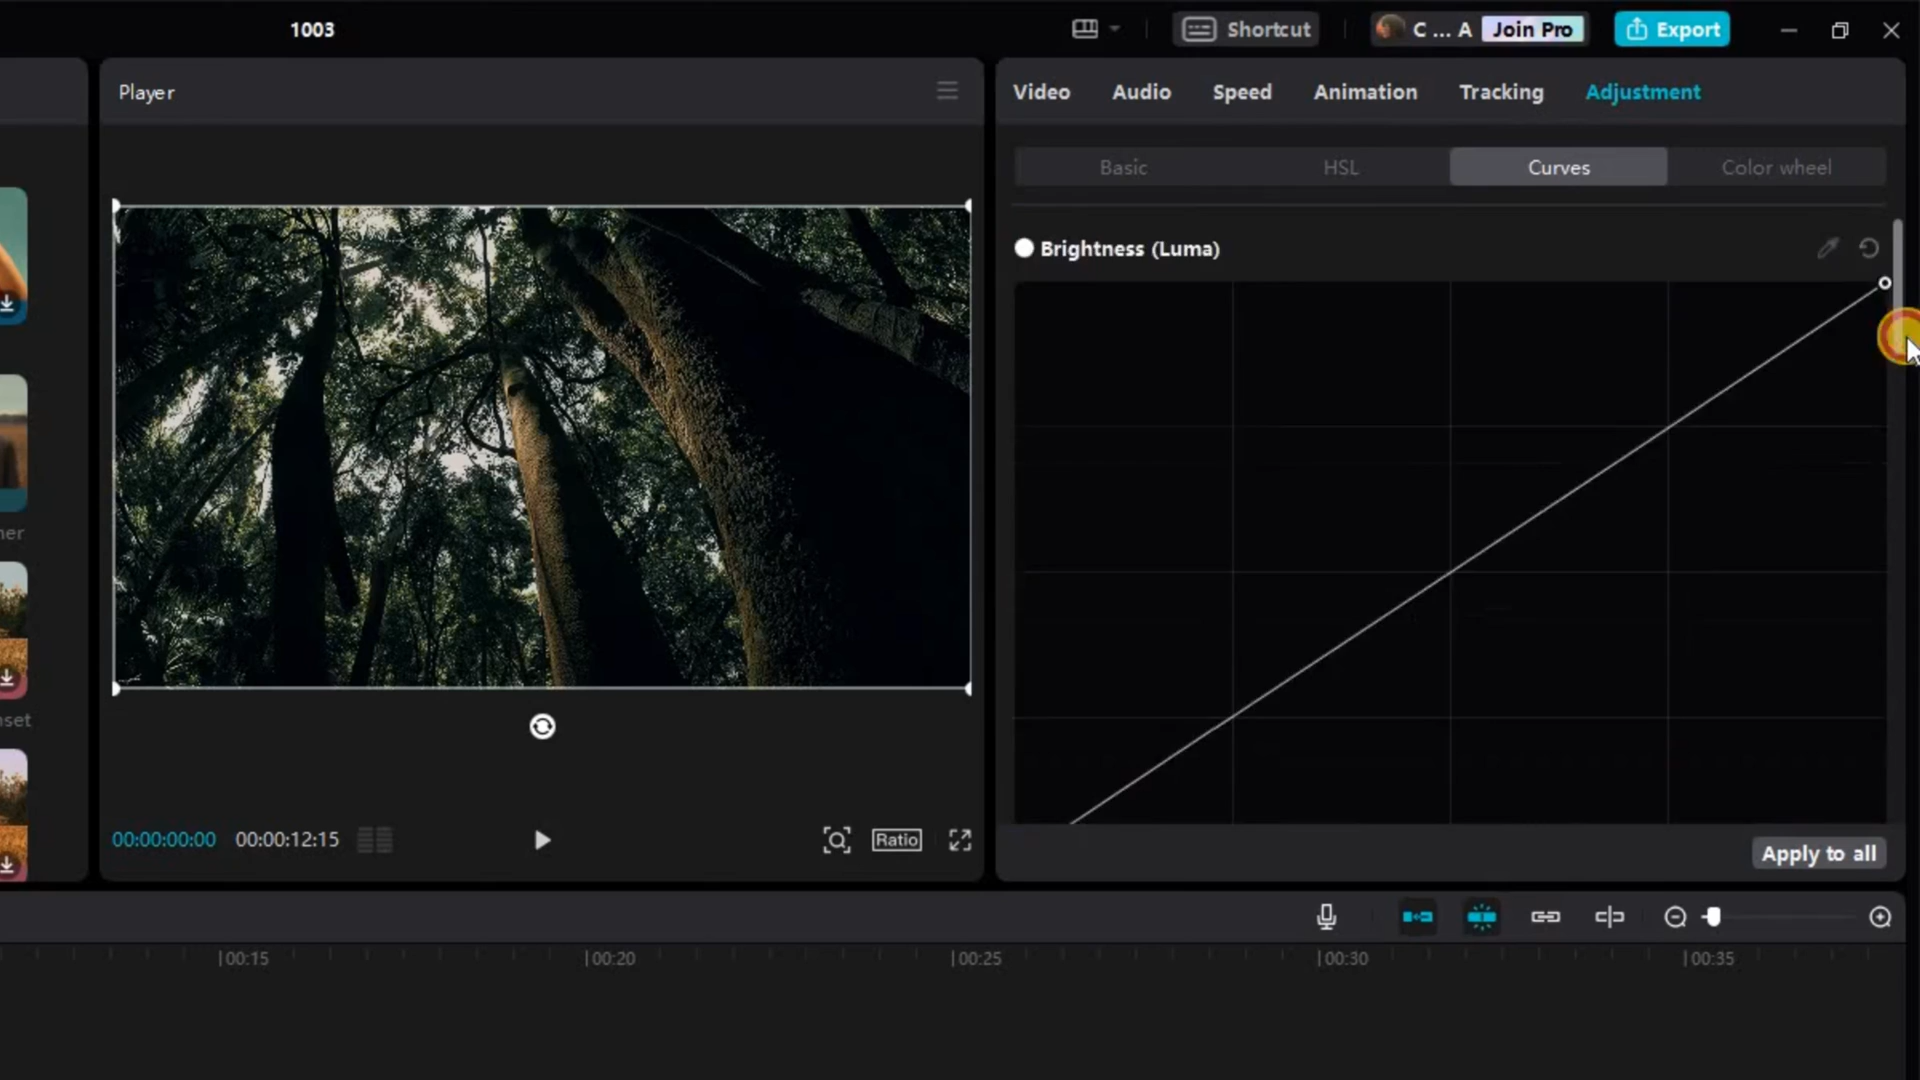 1003
Shortcut
C ... A
Join Pro
Export
Player
Video
Audio
Speed
Animation
Tracking
Adjustment
Basic
HSL
Curves
Color wheel
Brightness (Luma)
ner
nset
00:00:00:00
00:00:12:15
Ratio
Apply to all
00:15
00:20
00:25
00:30
00:35